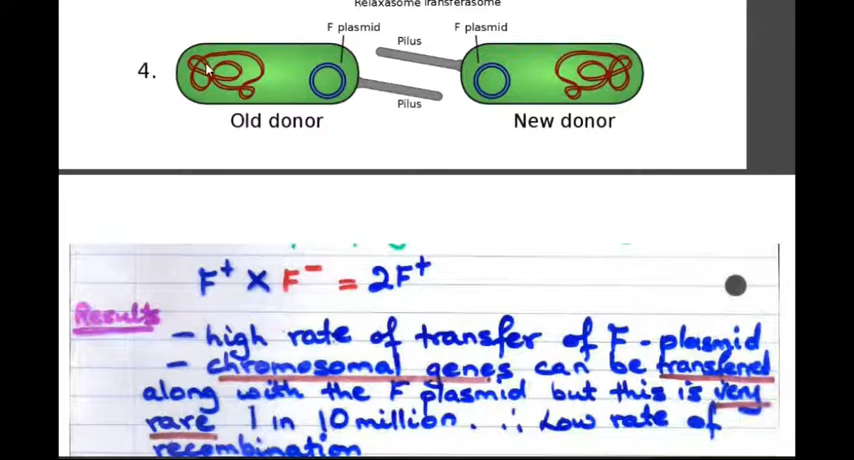 Relaxasome Transferasome
F plasmid F plasmid
Pilus
4.
Pilus
Old donor New donor
F+ × F− = 2F+
Results
- high rate of transfer of F-plasmid
- chromosomal genes can be transferred
along with the F plasmid but this is very
rare 1 in 10 million. ∴ Low rate of
recombination